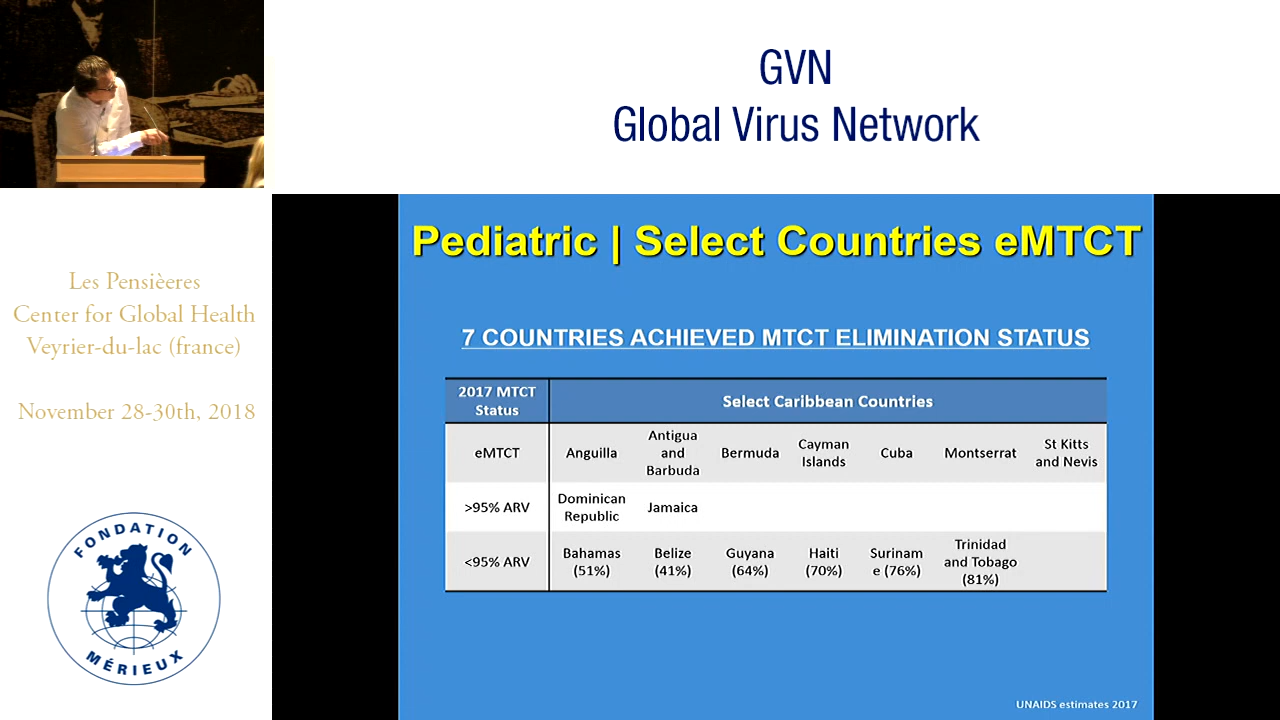 GVN
Global Virus Network
Les Pensièeres
Center for Global Health
Veyrier-du-lac (france)
November 28-30th, 2018
FONDATION
MÉRIEUX
Pediatric | Select Countries eMTCT
7 COUNTRIES ACHIEVED MTCT ELIMINATION STATUS
2017 MTCT
Status
Select Caribbean Countries
eMTCT
Anguilla
Antigua
and
Barbuda
Bermuda
Cayman
Islands
Cuba
Montserrat
St Kitts
and Nevis
>95% ARV
Dominican
Republic
Jamaica
<95% ARV
Bahamas
(51%)
Belize
(41%)
Guyana
(64%)
Haiti
(70%)
Surinam
e (76%)
Trinidad
and Tobago
(81%)
UNAIDS estimates 2017